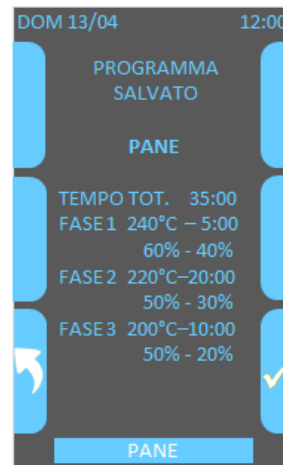 DOM 13/04 12:00
PROGRAMMA
SALVATO
PANE
TEMPO TOT. 35:00
FASE 1 240°C – 5:00
60% - 40%
FASE 2 220°C–20:00
50% - 30%
FASE 3 200°C–10:00
50% - 20%
PANE